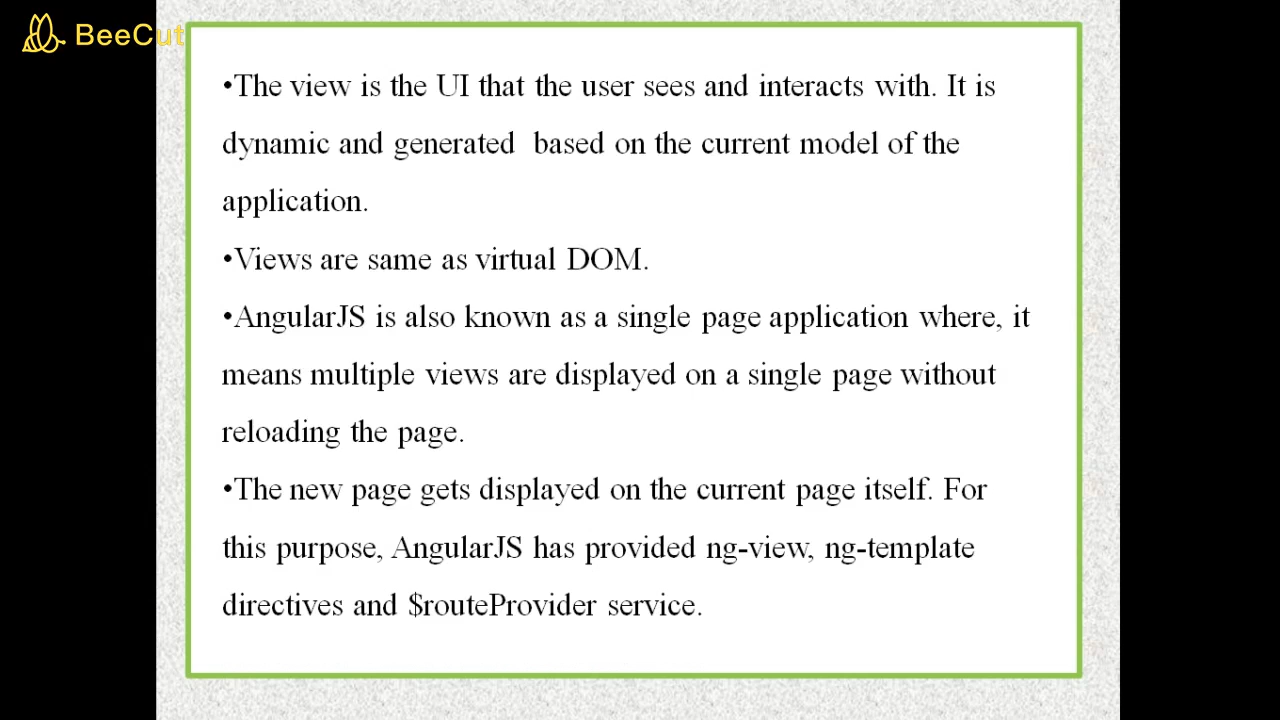 BeeCut
•The view is the UI that the user sees and interacts with. It is
dynamic and generated  based on the current model of the
application.
•Views are same as virtual DOM.
•AngularJS is also known as a single page application where, it
means multiple views are displayed on a single page without
reloading the page.
•The new page gets displayed on the current page itself. For
this purpose, AngularJS has provided ng-view, ng-template
directives and $routeProvider service.